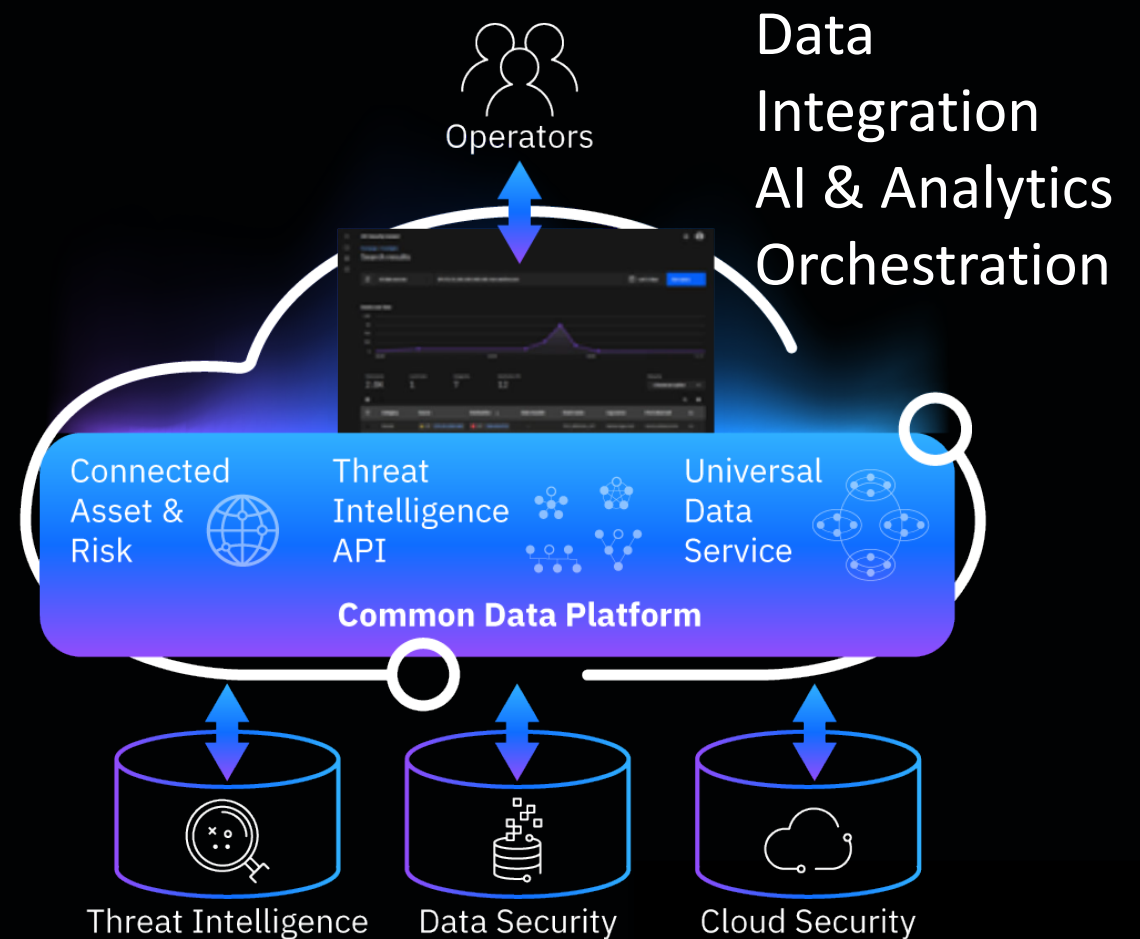 Data
Integration
AI & Analytics
Orchestration
Operators
Search results
Connected
Asset &
Risk
Threat
Intelligence
API
Universal
Data
Service
Common Data Platform
Threat Intelligence
Data Security
Cloud Security